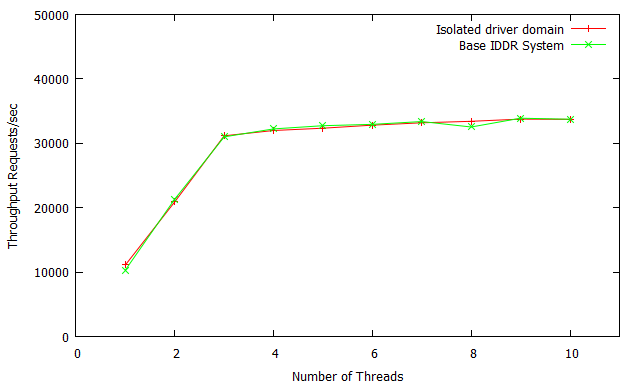 50000
40000
30000
20000
10000
0
Throughput Requests/sec
Isolated driver domain
Base IDDR System
0 2 4 6 8 10
Number of Threads